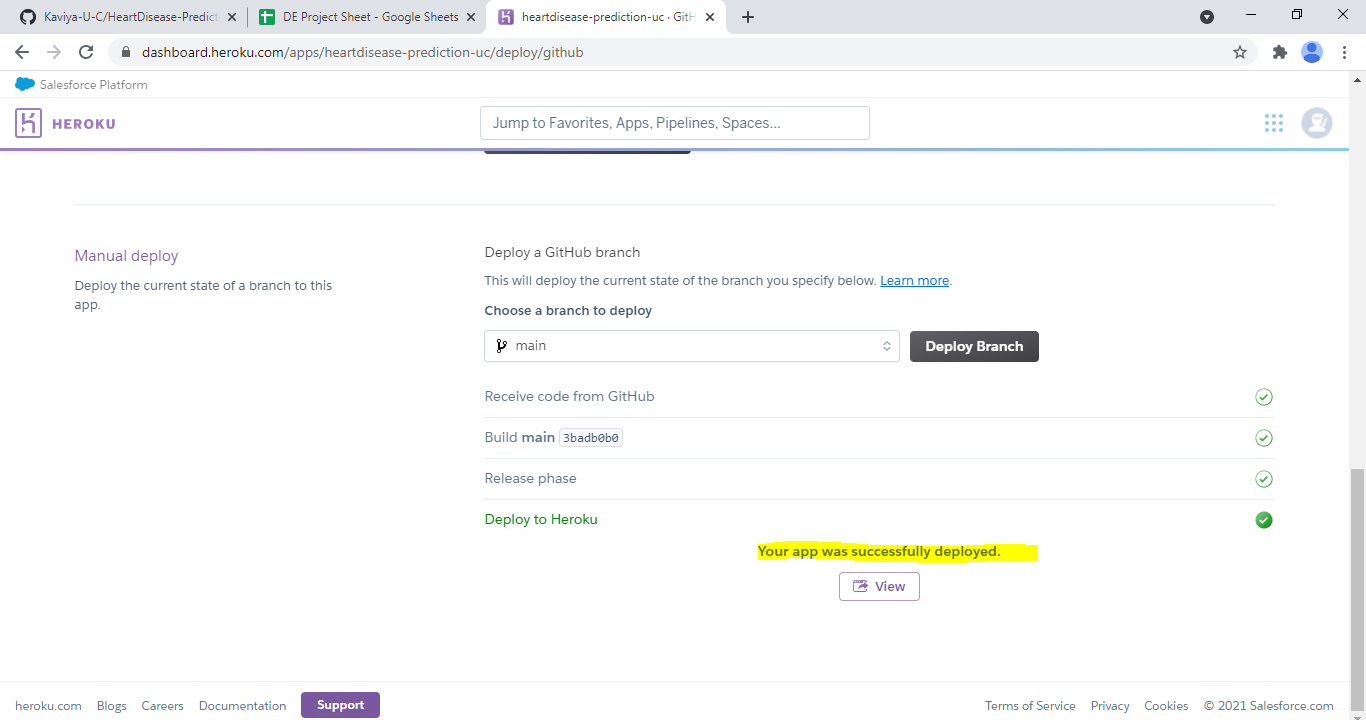 Kaviya-U-C/HeartDisease-Predict
DE Project Sheet - Google Sheets
heartdisease-prediction-uc · GitH
dashboard.heroku.com/apps/heartdisease-prediction-uc/deploy/github
Salesforce Platform
HEROKU
Jump to Favorites, Apps, Pipelines, Spaces...
Manual deploy
Deploy the current state of a branch to this
app.
Deploy a GitHub branch
This will deploy the current state of the branch you specify below. Learn more.
Choose a branch to deploy
main
Deploy Branch
Receive code from GitHub
Build main 3badb0b0
Release phase
Deploy to Heroku
Your app was successfully deployed.
View
heroku.com Blogs Careers Documentation Support Terms of Service Privacy Cookies © 2021 Salesforce.com